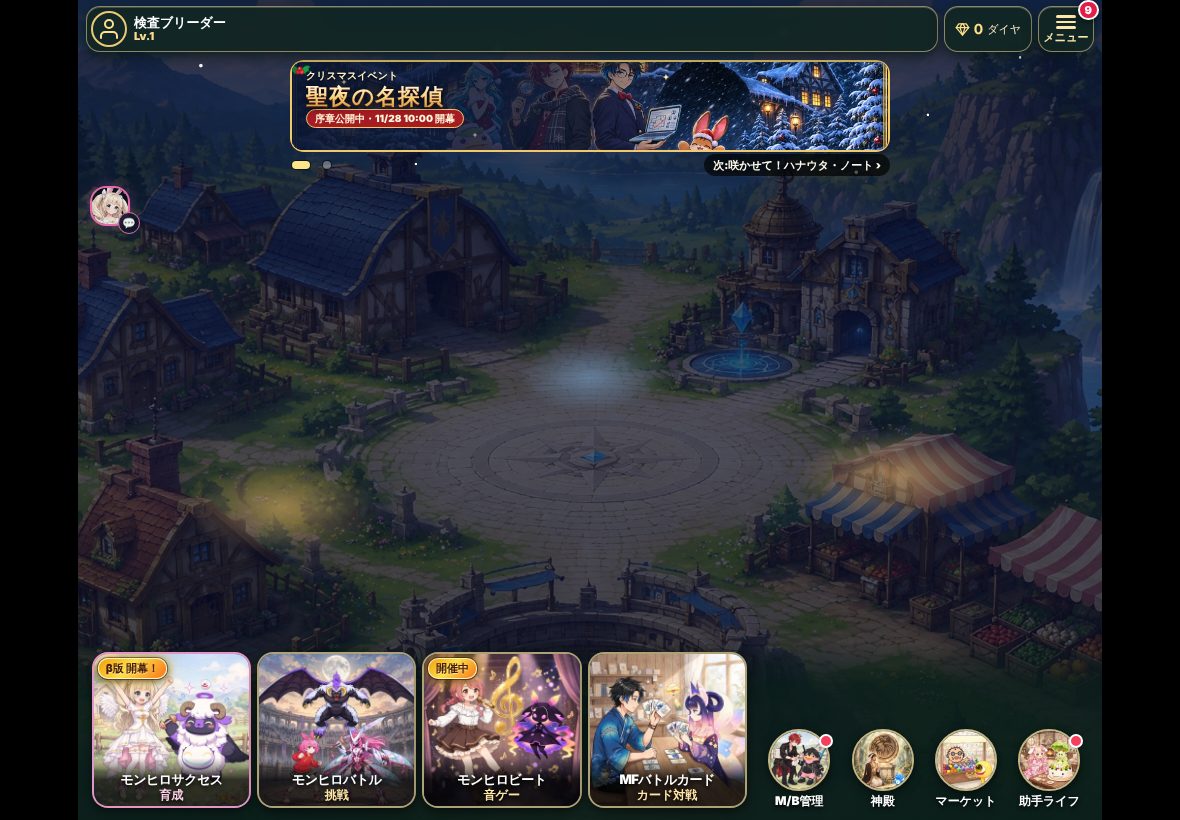 検査ブリーダー
Lv.1
0 ダイヤ
9
メニュー
クリスマスイベント
聖夜の名探偵
序章公開中・11/28 10:00 開幕
次:咲かせて！ハナウタ・ノート ›
β版 開幕！
モンヒロサクセス
育成
モンヒロバトル
挑戦
開催中
モンヒロビート
音ゲー
MFバトルカード
カード対戦
M/B管理
神殿
マーケット
助手ライフ